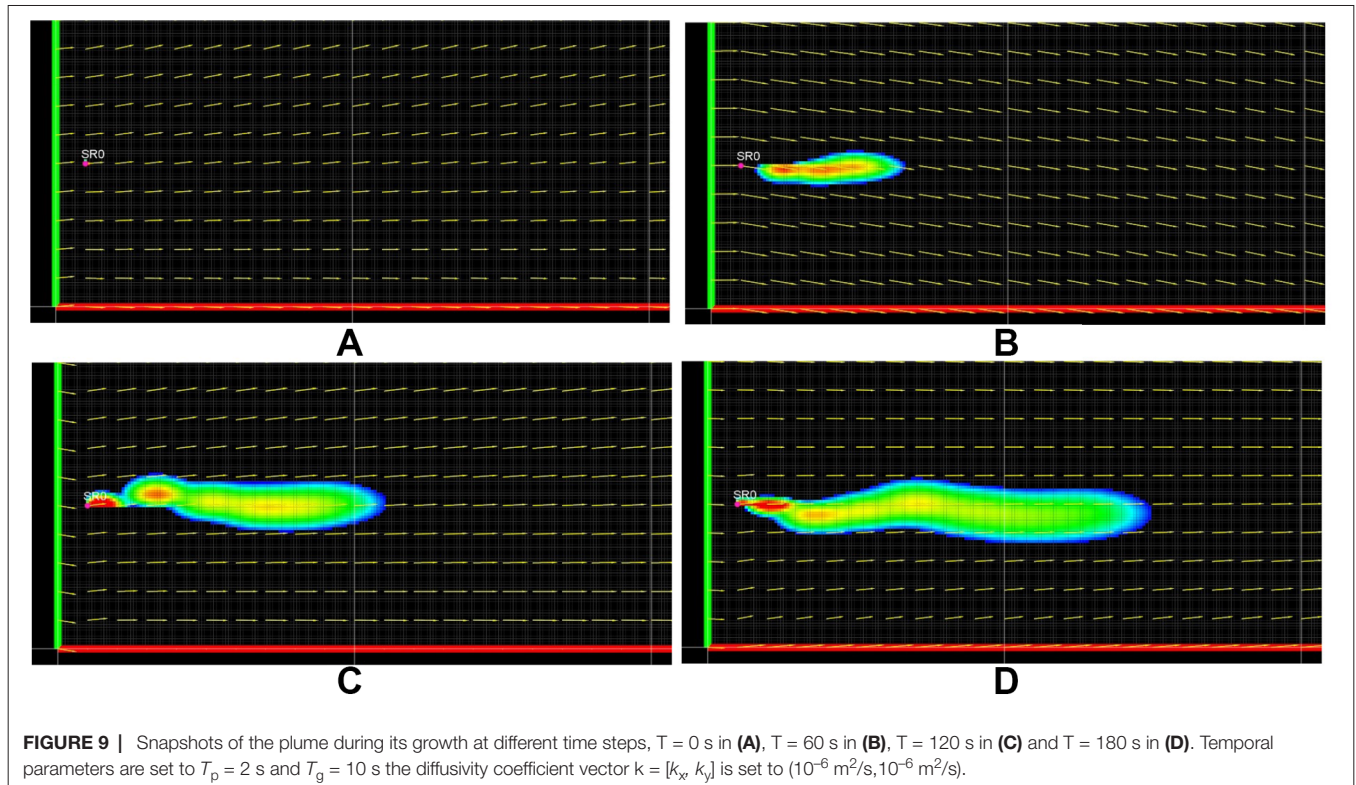 SR0
A
SR0
B
SR0
C
SR0
D
FIGURE 9 | Snapshots of the plume during its growth at different time steps, T = 0 s in (A), T = 60 s in (B), T = 120 s in (C) and T = 180 s in (D). Temporal
parameters are set to Tp = 2 s and Tg = 10 s the diffusivity coefficient vector k = [kx, ky] is set to (10⁻⁶ m²/s,10⁻⁶ m²/s).